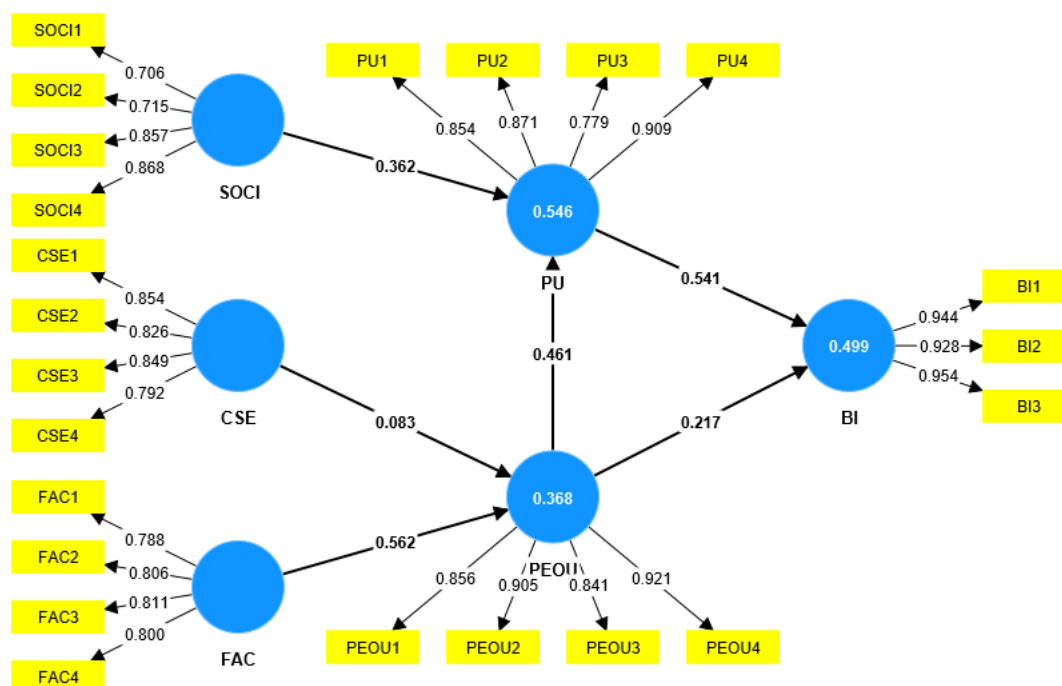 SOCI1
SOCI2
SOCI3
SOCI4
0.706
0.715
0.857
0.868
SOCI
PU1
PU2
PU3
PU4
0.854
0.871
0.779
0.909
0.362
0.546
PU
CSE1
CSE2
CSE3
CSE4
0.854
0.826
0.849
0.792
CSE
0.083
0.461
0.541
0.217
0.499
BI
0.944
0.928
0.954
BI1
BI2
BI3
FAC1
FAC2
FAC3
FAC4
0.788
0.806
0.811
0.800
FAC
0.562
0.368
PEOU
0.856
0.905
0.841
0.921
PEOU1
PEOU2
PEOU3
PEOU4